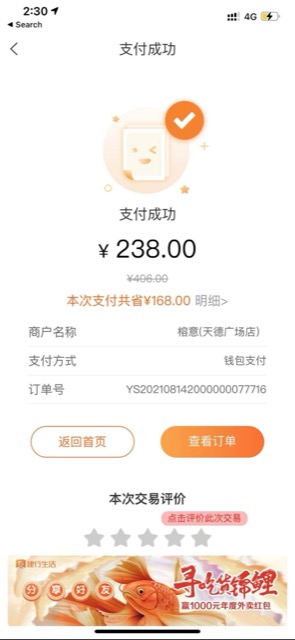 2:30
4G
Search
支付成功
支付成功
¥ 238.00
¥406.00
本次支付共省¥168.00 明细>
商户名称 榕意(天德广场店)
支付方式 钱包支付
订单号 YS202108142000000077716
返回首页 查看订单
本次交易评价
点击评价此次交易
建行生活
分享好友
寻吃货锦鲤
赢1000元年度外卖红包